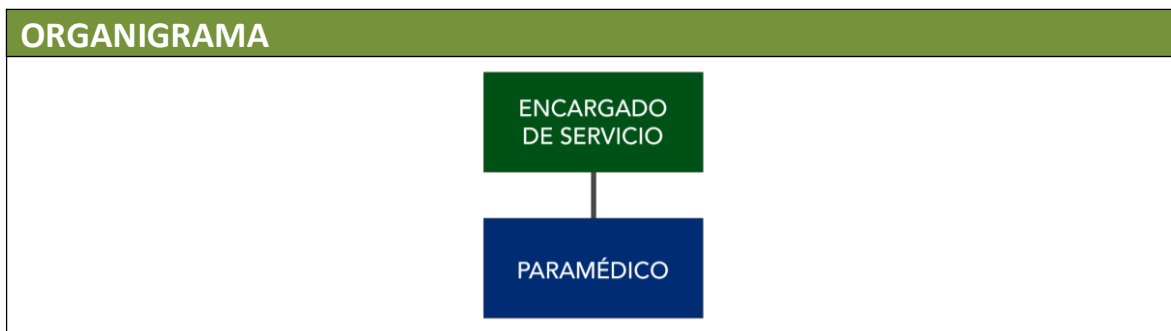 ORGANIGRAMA
ENCARGADO
DE SERVICIO
PARAMÉDICO